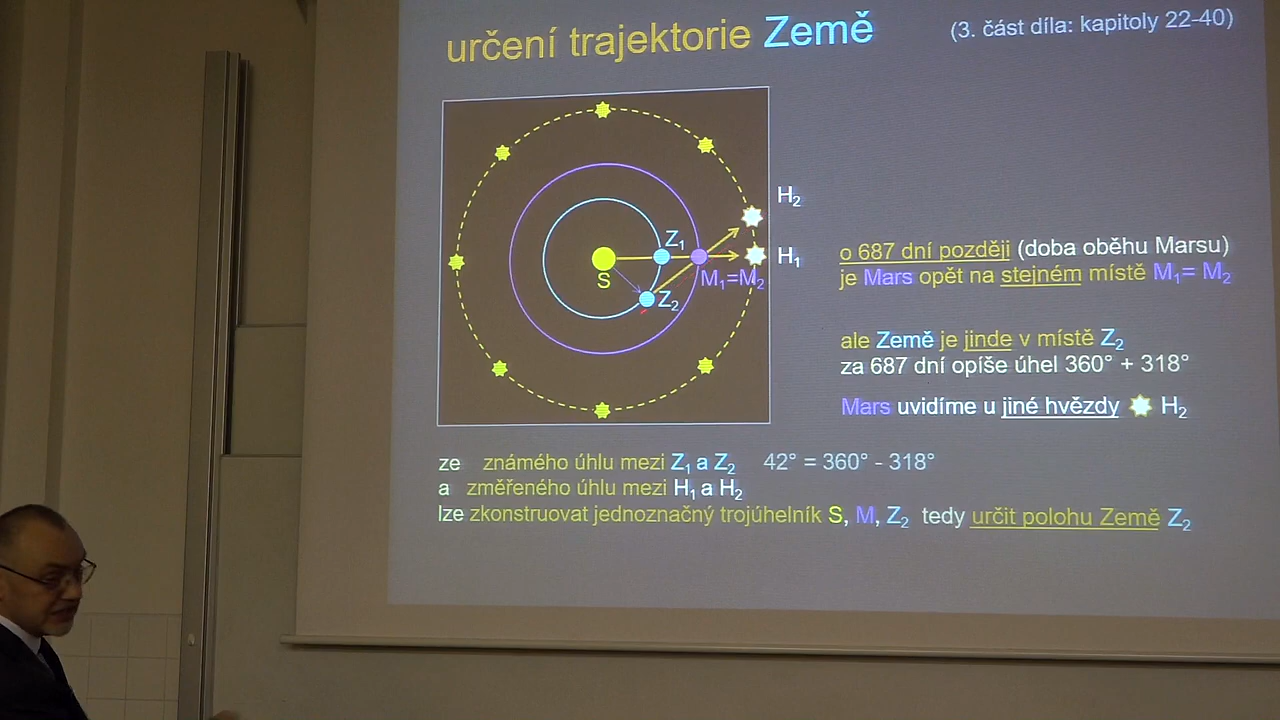 určení trajektorie Země
(3. část díla: kapitoly 22-40)
H₂
Z₁
H₁
S
M₁=M₂
Z₂
o 687 dní později (doba oběhu Marsu)
je Mars opět na stejném místě M₁= M₂
ale Země je jinde v místě Z₂
za 687 dní opíše úhel 360° + 318°
Mars uvidíme u jiné hvězdy H₂
ze známého úhlu mezi Z₁ a Z₂ 42° = 360° - 318°
a změřeného úhlu mezi H₁ a H₂
lze zkonstruovat jednoznačný trojúhelník S, M, Z₂ tedy určit polohu Země Z₂